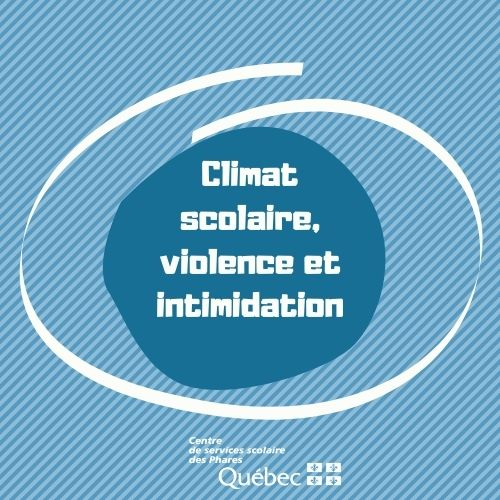 Climat
scolaire,
violence et
intimidation
Centre
de services scolaire
des Phares
Québec